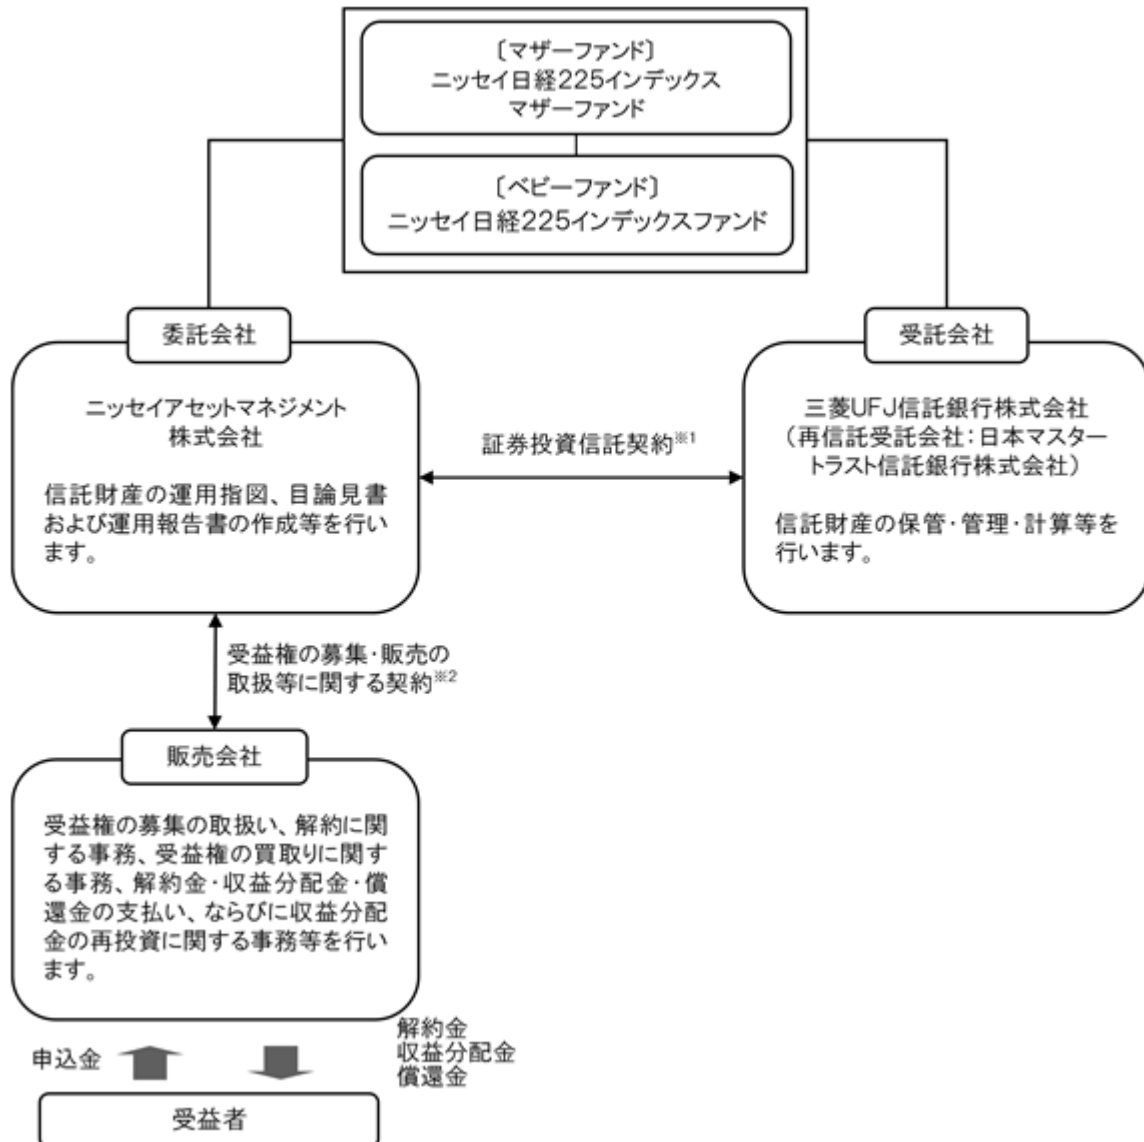 〔マザーファンド〕
ニッセイ日経225インデックス
マザーファンド
〔ベビーファンド〕
ニッセイ日経225インデックスファンド
委託会社
ニッセイアセットマネジメント
株式会社
信託財産の運用指図、目論見書
および運用報告書の作成等を行い
ます。
証券投資信託契約※1
受託会社
三菱UFJ信託銀行株式会社
（再信託受託会社：日本マスター
トラスト信託銀行株式会社）
信託財産の保管・管理・計算等を
行います。
受益権の募集・販売の
取扱等に関する契約※2
販売会社
受益権の募集の取扱い、解約に関
する事務、受益権の買取りに関す
る事務、解約金・収益分配金・償
還金の支払い、ならびに収益分配
金の再投資に関する事務等を行い
ます。
申込金
解約金
収益分配金
償還金
受益者